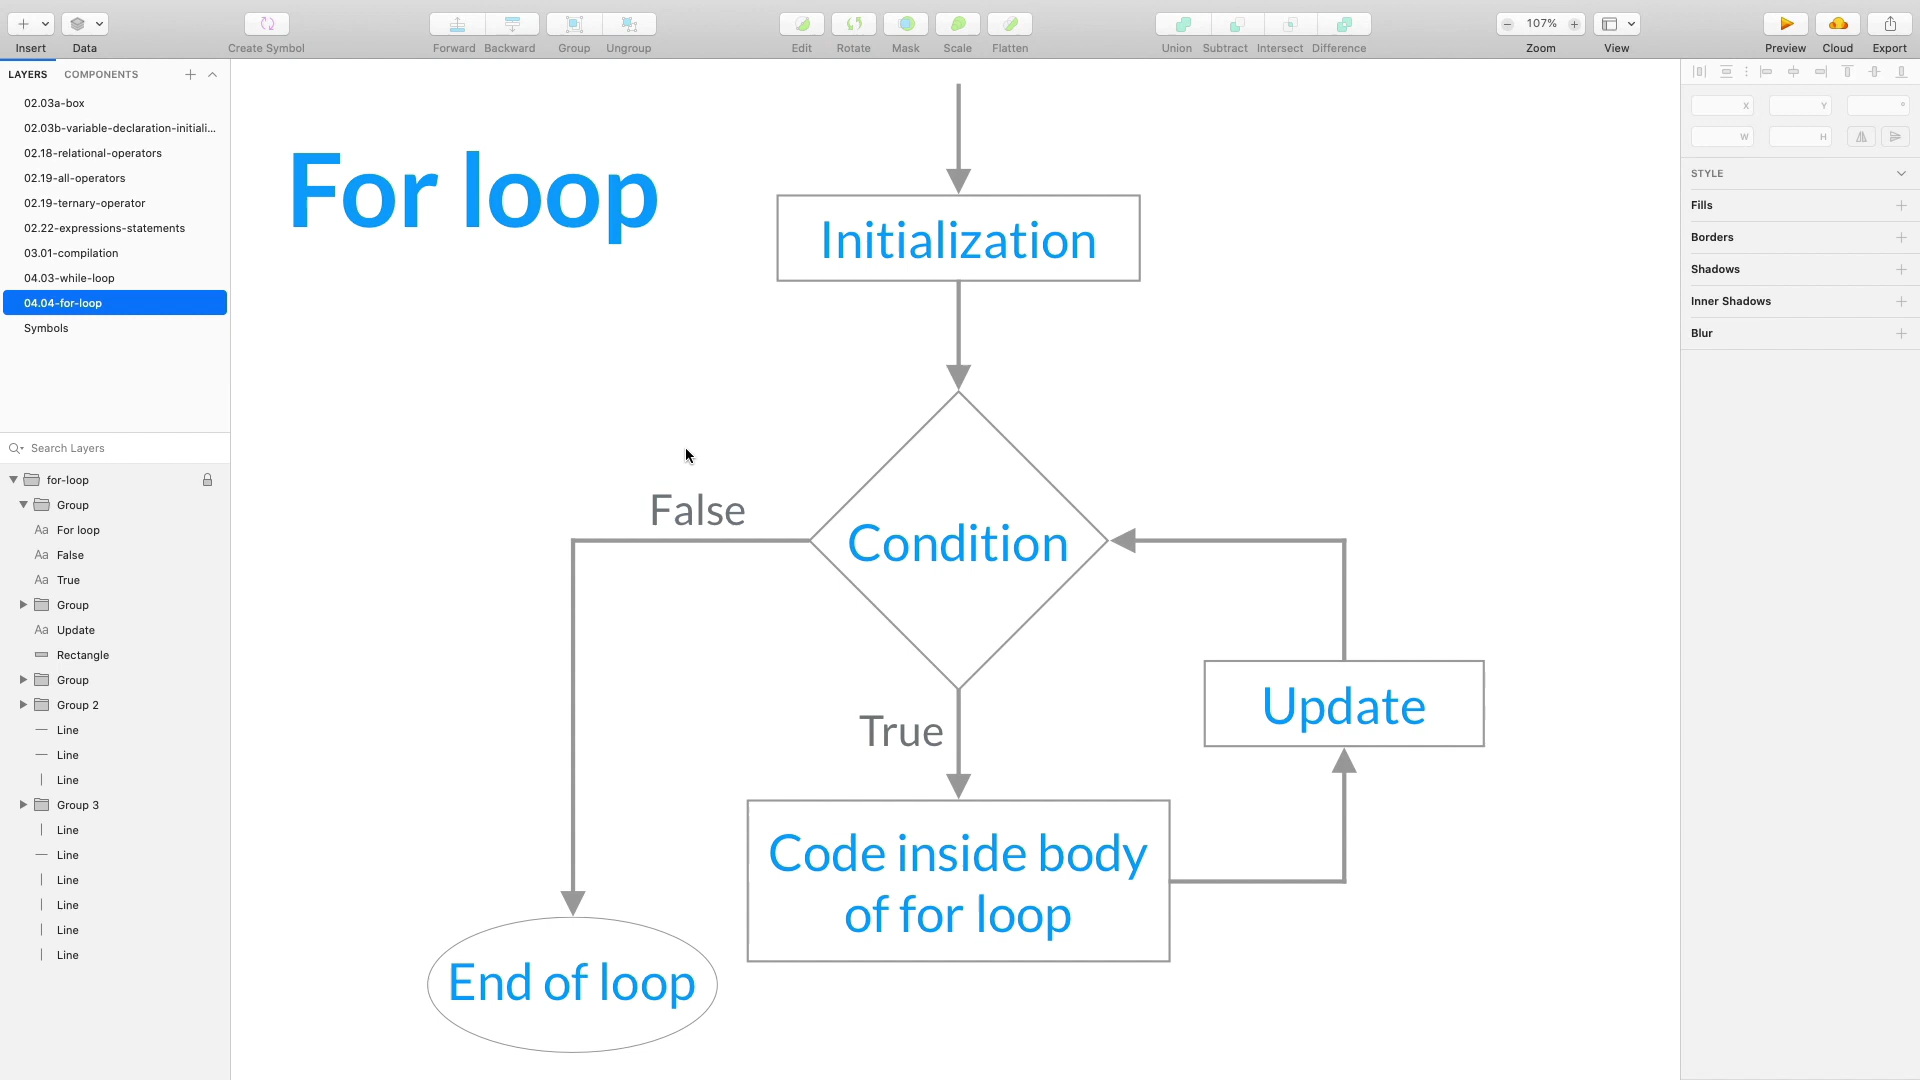 Insert
Data
Create Symbol
Forward
Backward
Group
Ungroup
Edit
Rotate
Mask
Scale
Flatten
Union
Subtract
Intersect
Difference
107%
Zoom
View
Preview
Cloud
Export
LAYERS
COMPONENTS
02.03a-box
02.03b-variable-declaration-initiali...
02.18-relational-operators
02.19-all-operators
02.19-ternary-operator
02.22-expressions-statements
03.01-compilation
04.03-while-loop
04.04-for-loop
Symbols
Search Layers
for-loop
Group
Aa For loop
Aa False
Aa True
Group
Aa Update
Rectangle
Group
Group 2
Line
Line
Line
Group 3
Line
Line
Line
Line
Line
Line
For loop
Initialization
Condition
False
True
Update
Code inside body
of for loop
End of loop
X
Y
°
W
H
STYLE
Fills
Borders
Shadows
Inner Shadows
Blur